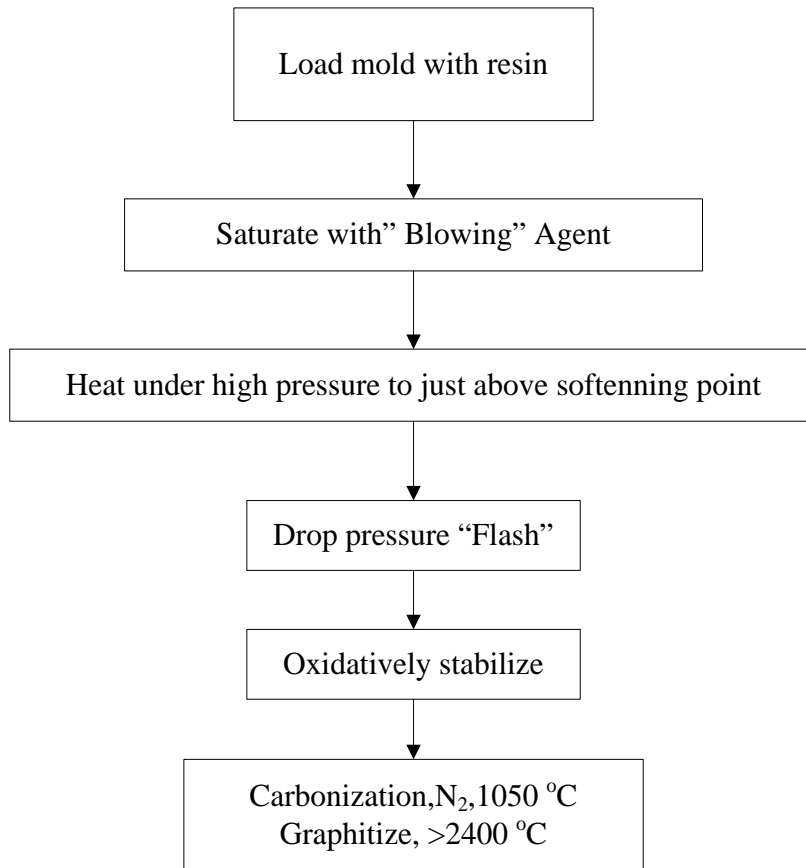 Load mold with resin
Saturate with” Blowing” Agent
Heat under high pressure to just above softenning point
Drop pressure “Flash”
Oxidatively stabilize
Carbonization,N₂,1050 °C
Graphitize, >2400 °C